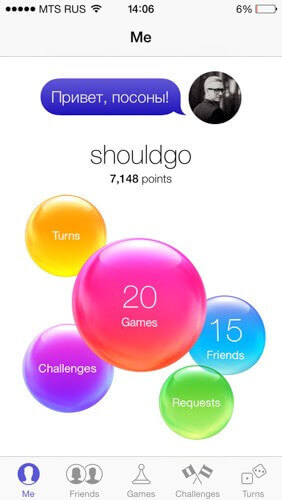 MTS RUS 14:06 6%
Me
Привет, посоны!
shouldgo
7,148 points
Turns
20
Games
15
Friends
Challenges
Requests
Me Friends Games Challenges Turns